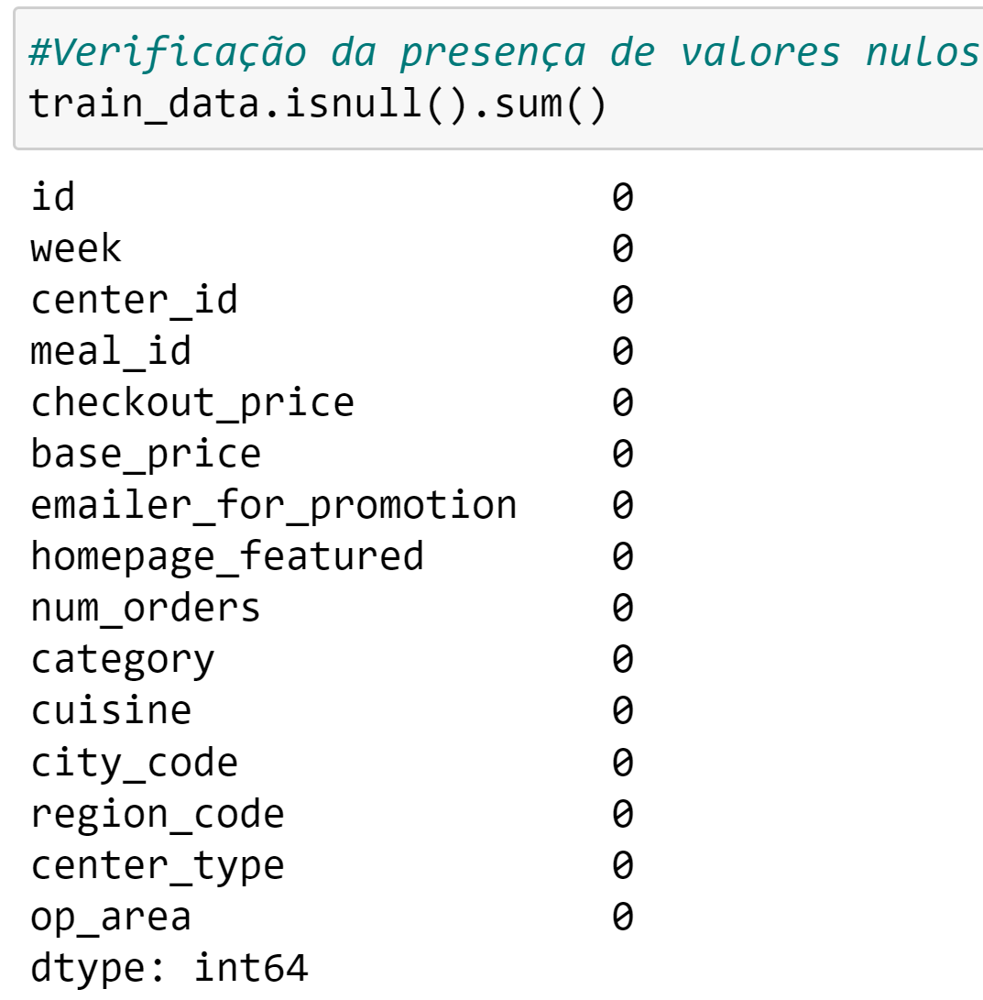 #Verificação da presença de valores nulos
train_data.isnull().sum()
id 0
week 0
center_id 0
meal_id 0
checkout_price 0
base_price 0
emailer_for_promotion 0
homepage_featured 0
num_orders 0
category 0
cuisine 0
city_code 0
region_code 0
center_type 0
op_area 0
dtype: int64